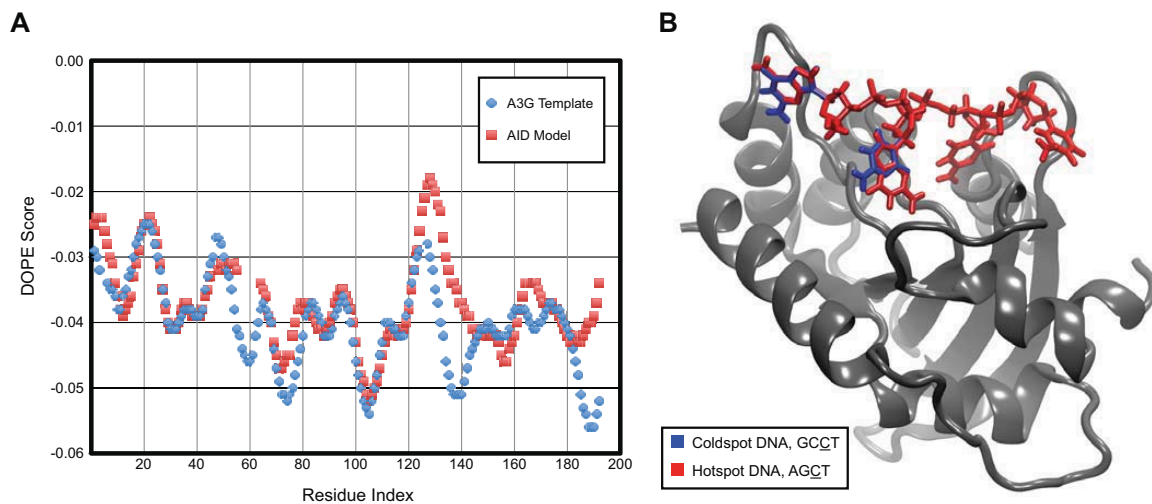 A
B
0.00
-0.01
-0.02
-0.03
-0.04
-0.05
-0.06
DOPE Score
A3G Template
AID Model
20 40 60 80 100 120 140 160 180 200
Residue Index
Coldspot DNA, GCCT
Hotspot DNA, AGCT